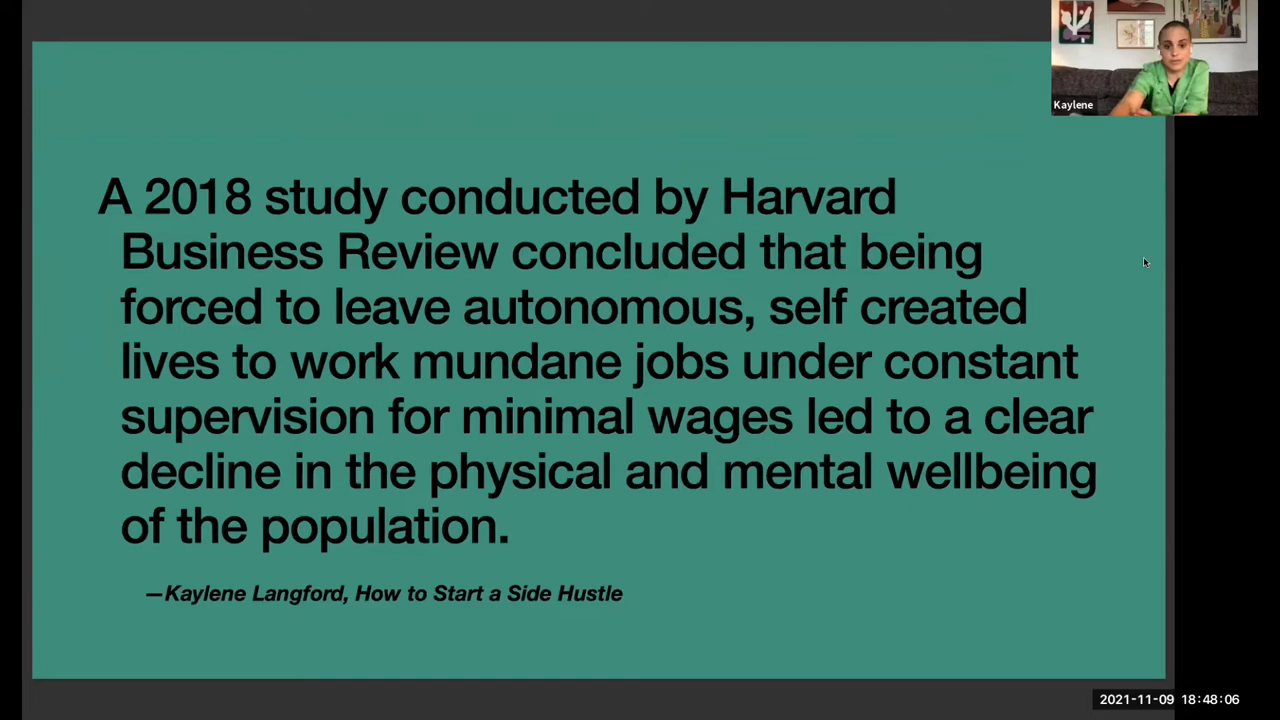 Kaylene
A 2018 study conducted by Harvard
Business Review concluded that being
forced to leave autonomous, self created
lives to work mundane jobs under constant
supervision for minimal wages led to a clear
decline in the physical and mental wellbeing
of the population.
—Kaylene Langford, How to Start a Side Hustle
2021-11-09 18:48:06